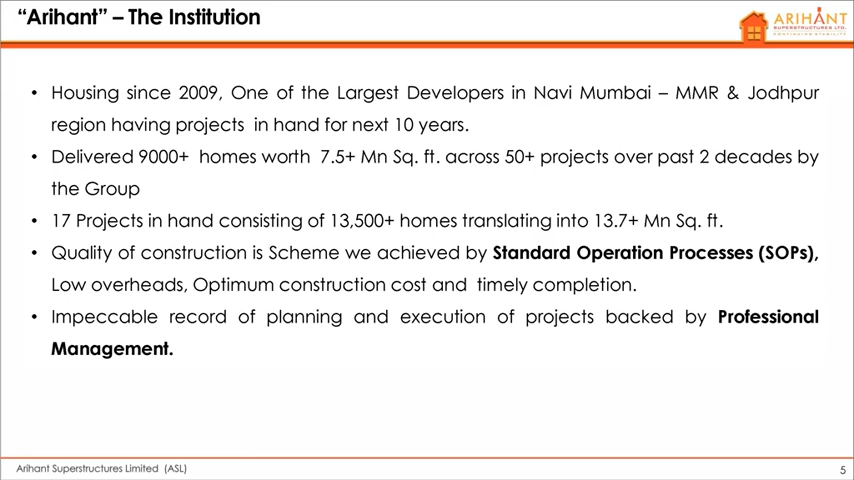 “Arihant” – The Institution
ARIHANT
SUPERSTRUCTURES LTD.
CONTINUING STABILITY
• Housing since 2009, One of the Largest Developers in Navi Mumbai – MMR & Jodhpur
region having projects in hand for next 10 years.
• Delivered 9000+ homes worth 7.5+ Mn Sq. ft. across 50+ projects over past 2 decades by
the Group
• 17 Projects in hand consisting of 13,500+ homes translating into 13.7+ Mn Sq. ft.
• Quality of construction is Scheme we achieved by Standard Operation Processes (SOPs),
Low overheads, Optimum construction cost and timely completion.
• Impeccable record of planning and execution of projects backed by Professional
Management.
Arihant Superstructures Limited (ASL)
5